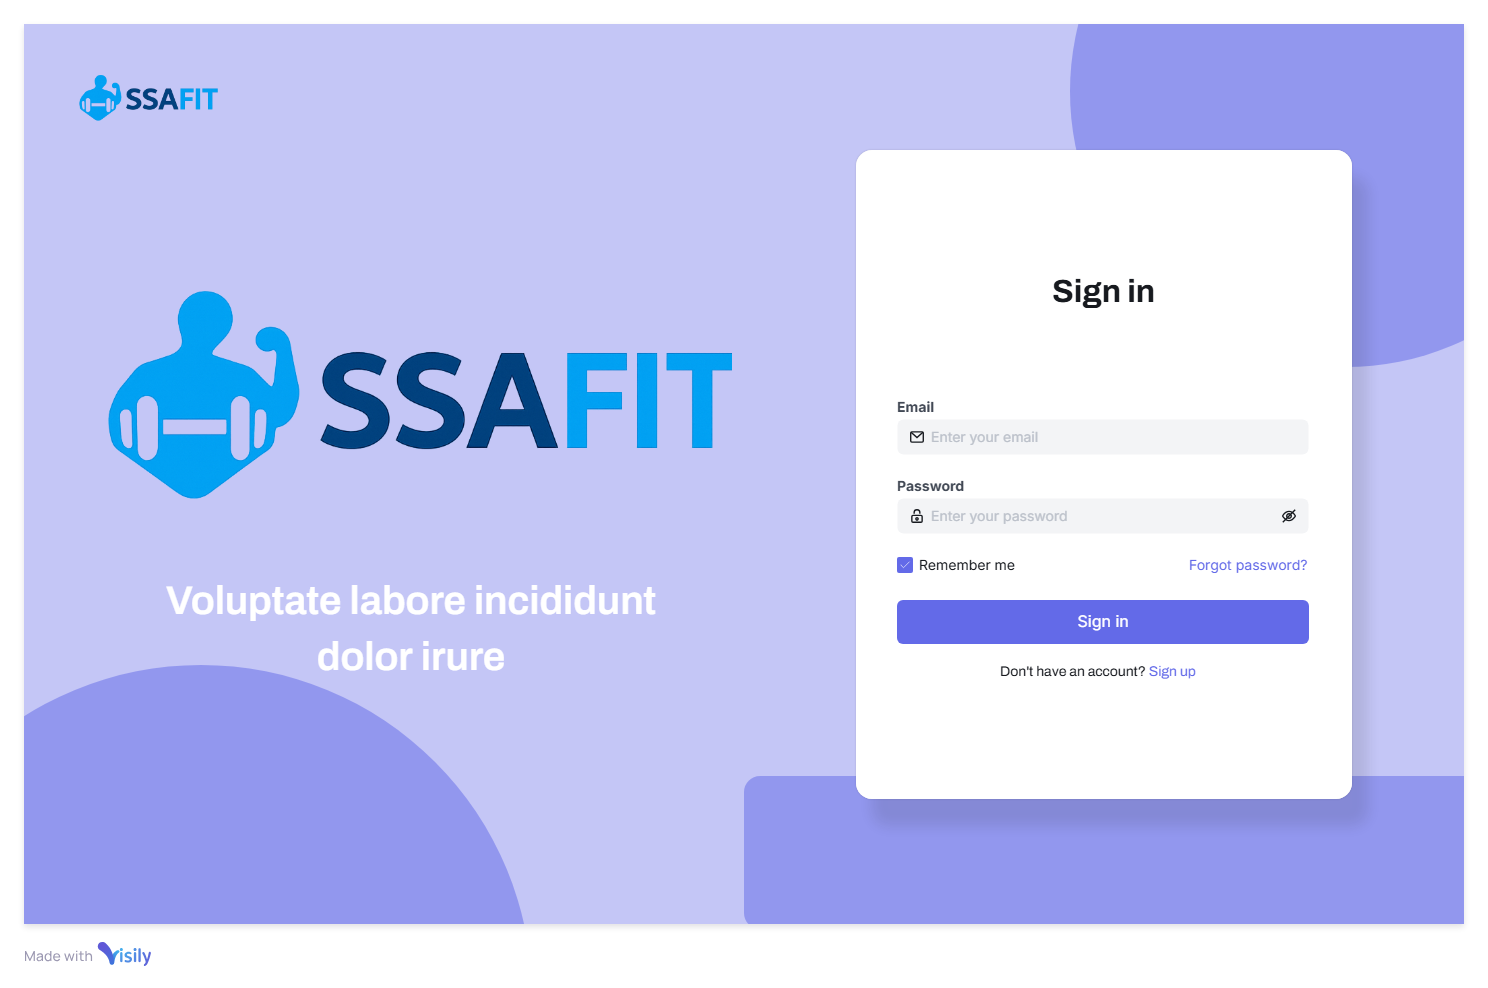 SSAFIT
SSAFIT
Voluptate labore incididunt
dolor irure
Sign in
Email
Enter your email
Password
Enter your password
Remember me
Forgot password?
Sign in
Don't have an account? Sign up
Made with Visily